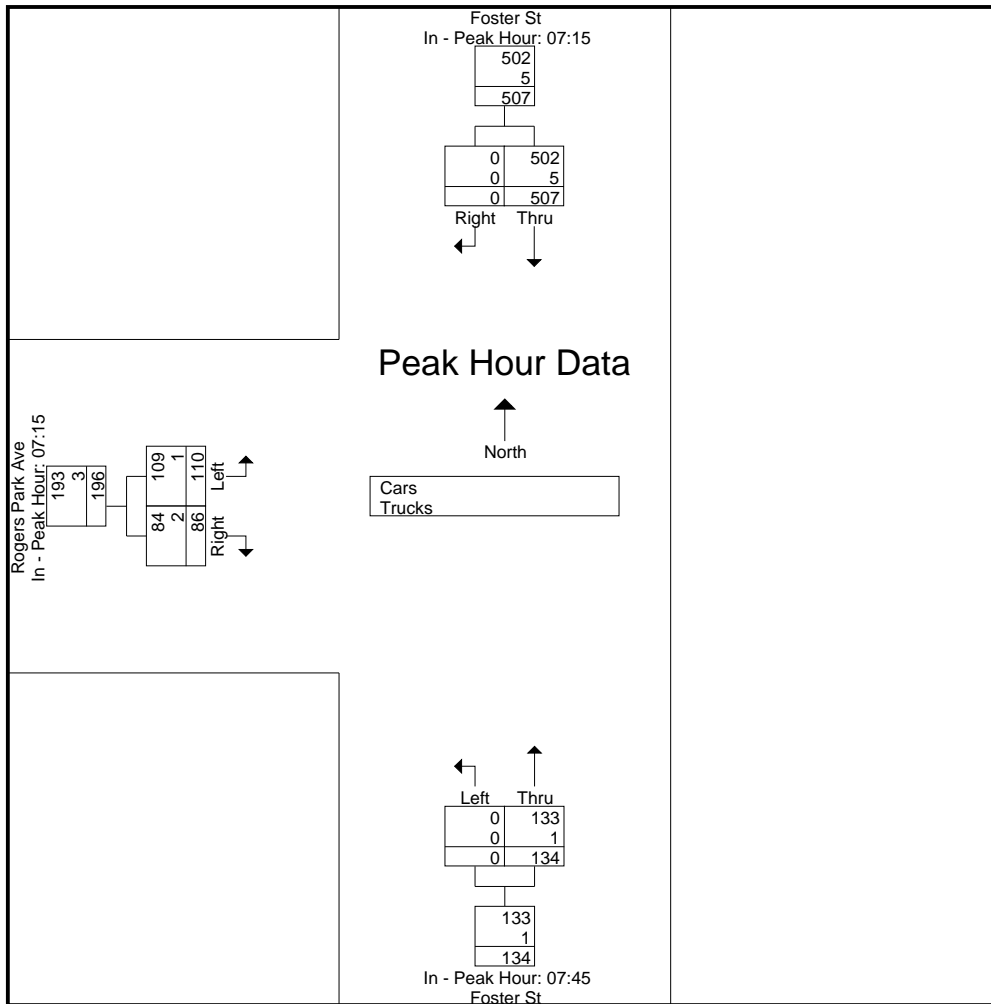 Foster St
In - Peak Hour: 07:15
502
5
507
0 502
0 5
0 507
Right Thru
Peak Hour Data
North
Cars
Trucks
Rogers Park Ave
In - Peak Hour: 07:15
193
3
196
109 1 110
Left
84 2 86
Right
Left Thru
0 133
0 1
0 134
133
1
134
In - Peak Hour: 07:45
Foster St